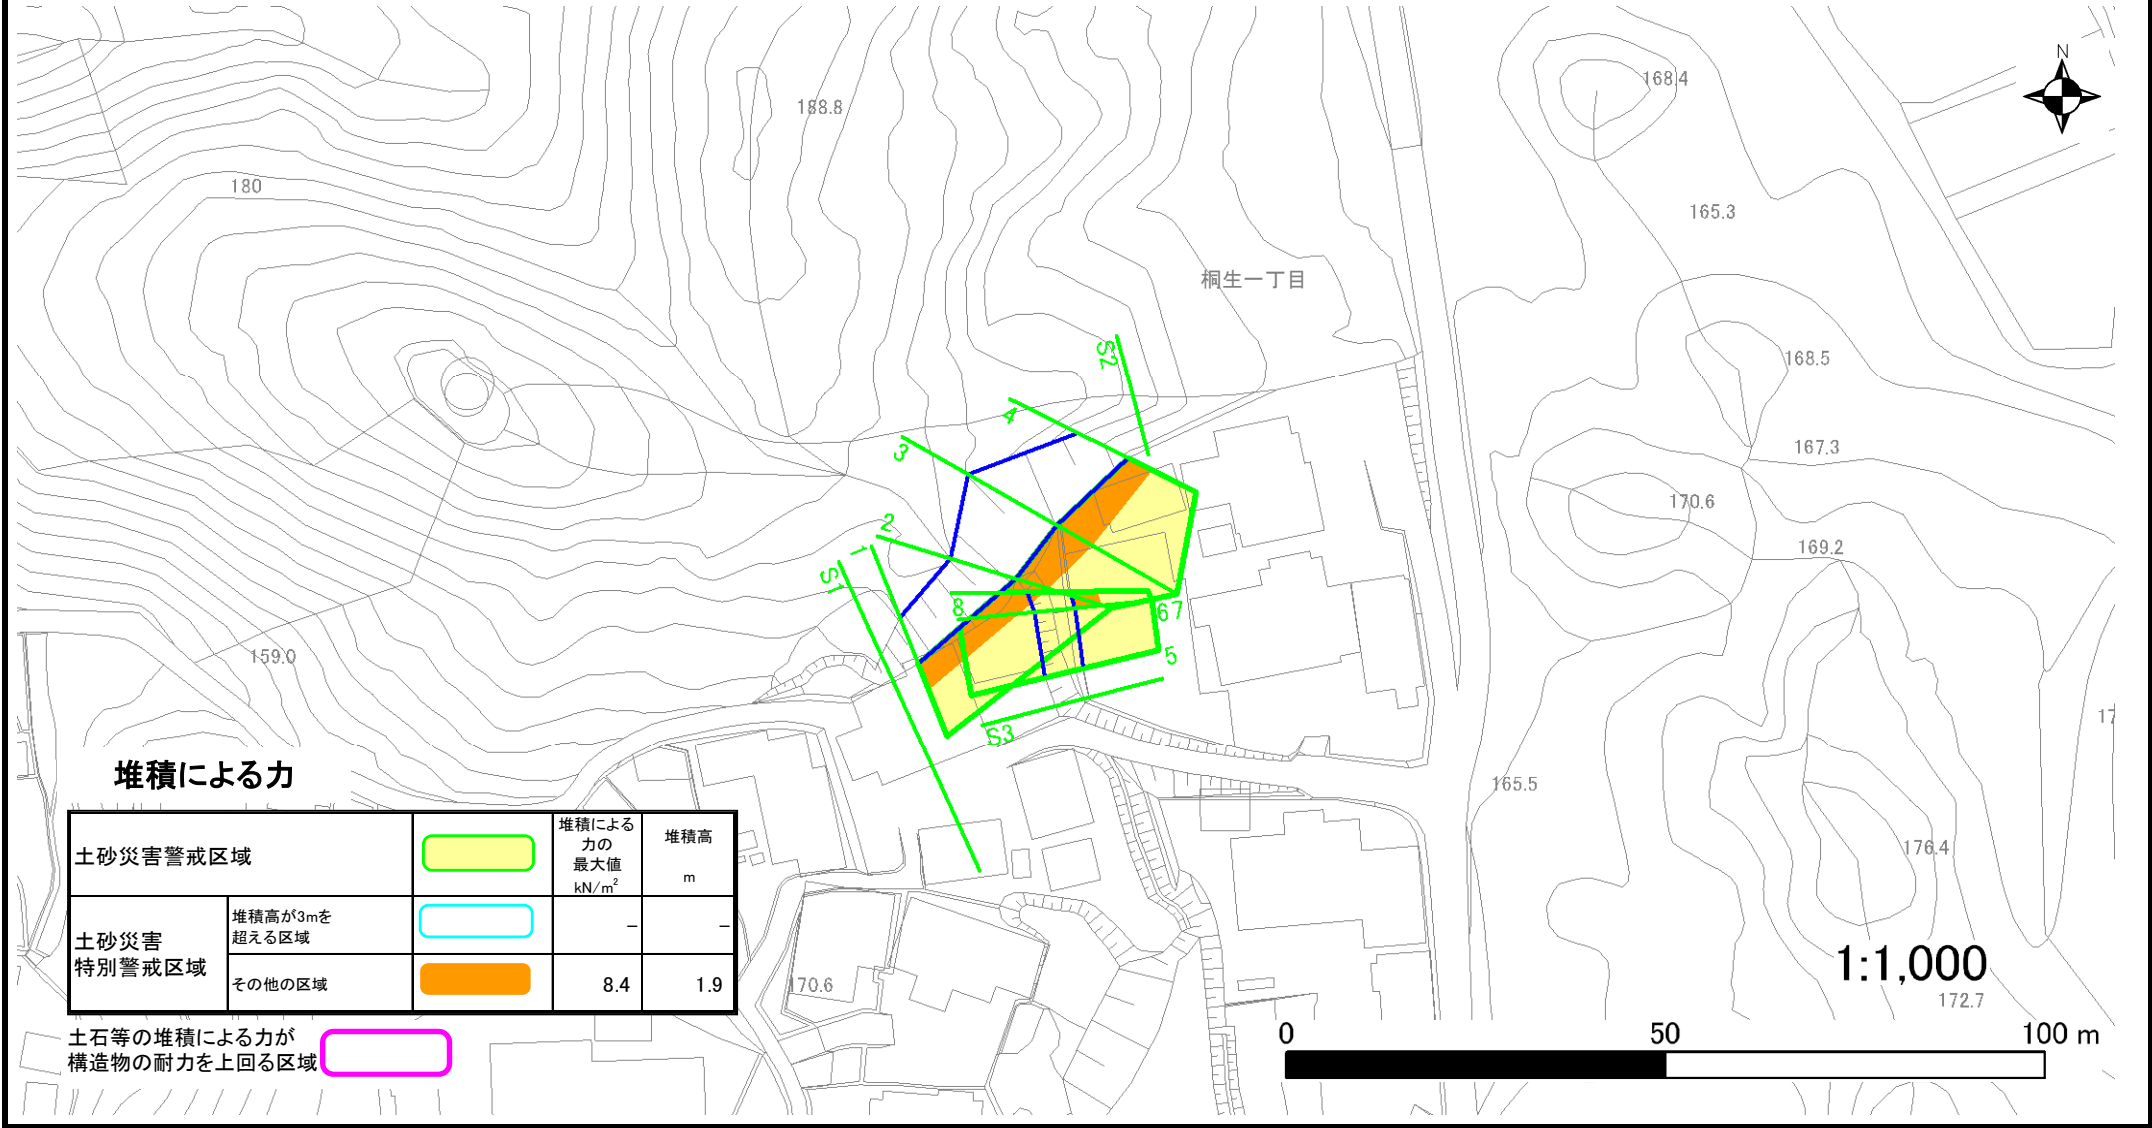 N
168.4
188.8
180
165.3
桐生一丁目
S2
168.5
4
3
167.3
170.6
2
1
169.2
S1
8
67
5
159.0
S3
17
165.5
176.4
170.6
172.7
堆積による力
土砂災害警戒区域
堆積による
力の
最大値
kN/m²
堆積高
m
土砂災害
特別警戒区域
堆積高が3mを
超える区域
–
–
その他の区域
8.4
1.9
土石等の堆積による力が
構造物の耐力を上回る区域
1:1,000
0 50 100 m